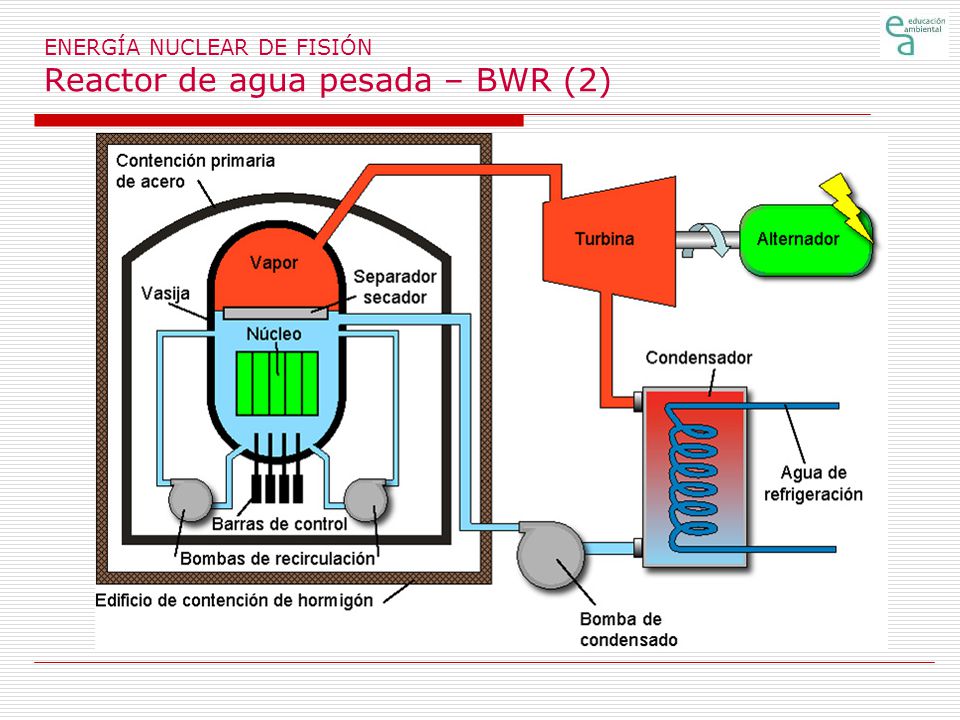 ENERGÍA NUCLEAR DE FISIÓN
Reactor de agua pesada – BWR (2)
educación
ambiental
ea
Contención primaria
de acero
Vapor
Separador
secador
Vasija
Núcleo
Turbina
Alternador
Condensador
Agua de
refrigeración
Barras de control
Bombas de recirculación
Edificio de contención de hormigón
Bomba de
condensado